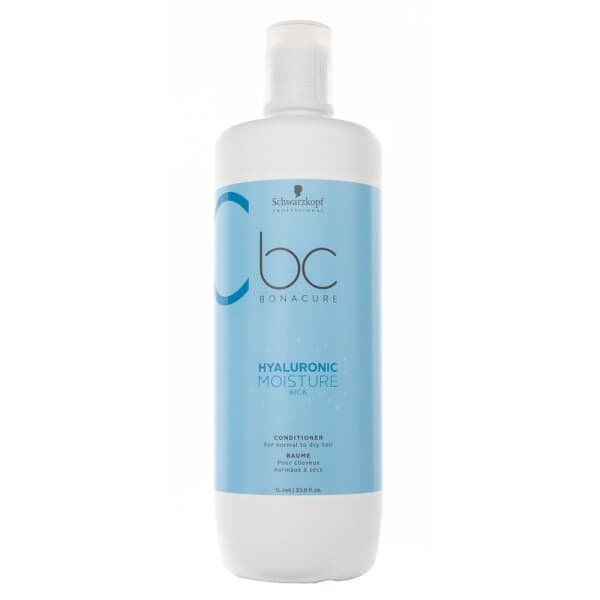 Schwarzkopf
PROFESSIONAL
bc
BONACURE
HYALURONIC
MOISTURE
KICK
CONDITIONER
For normal to dry hair
BAUME
Pour cheveux
normaux à secs
1L net | 33.8 fl. oz.